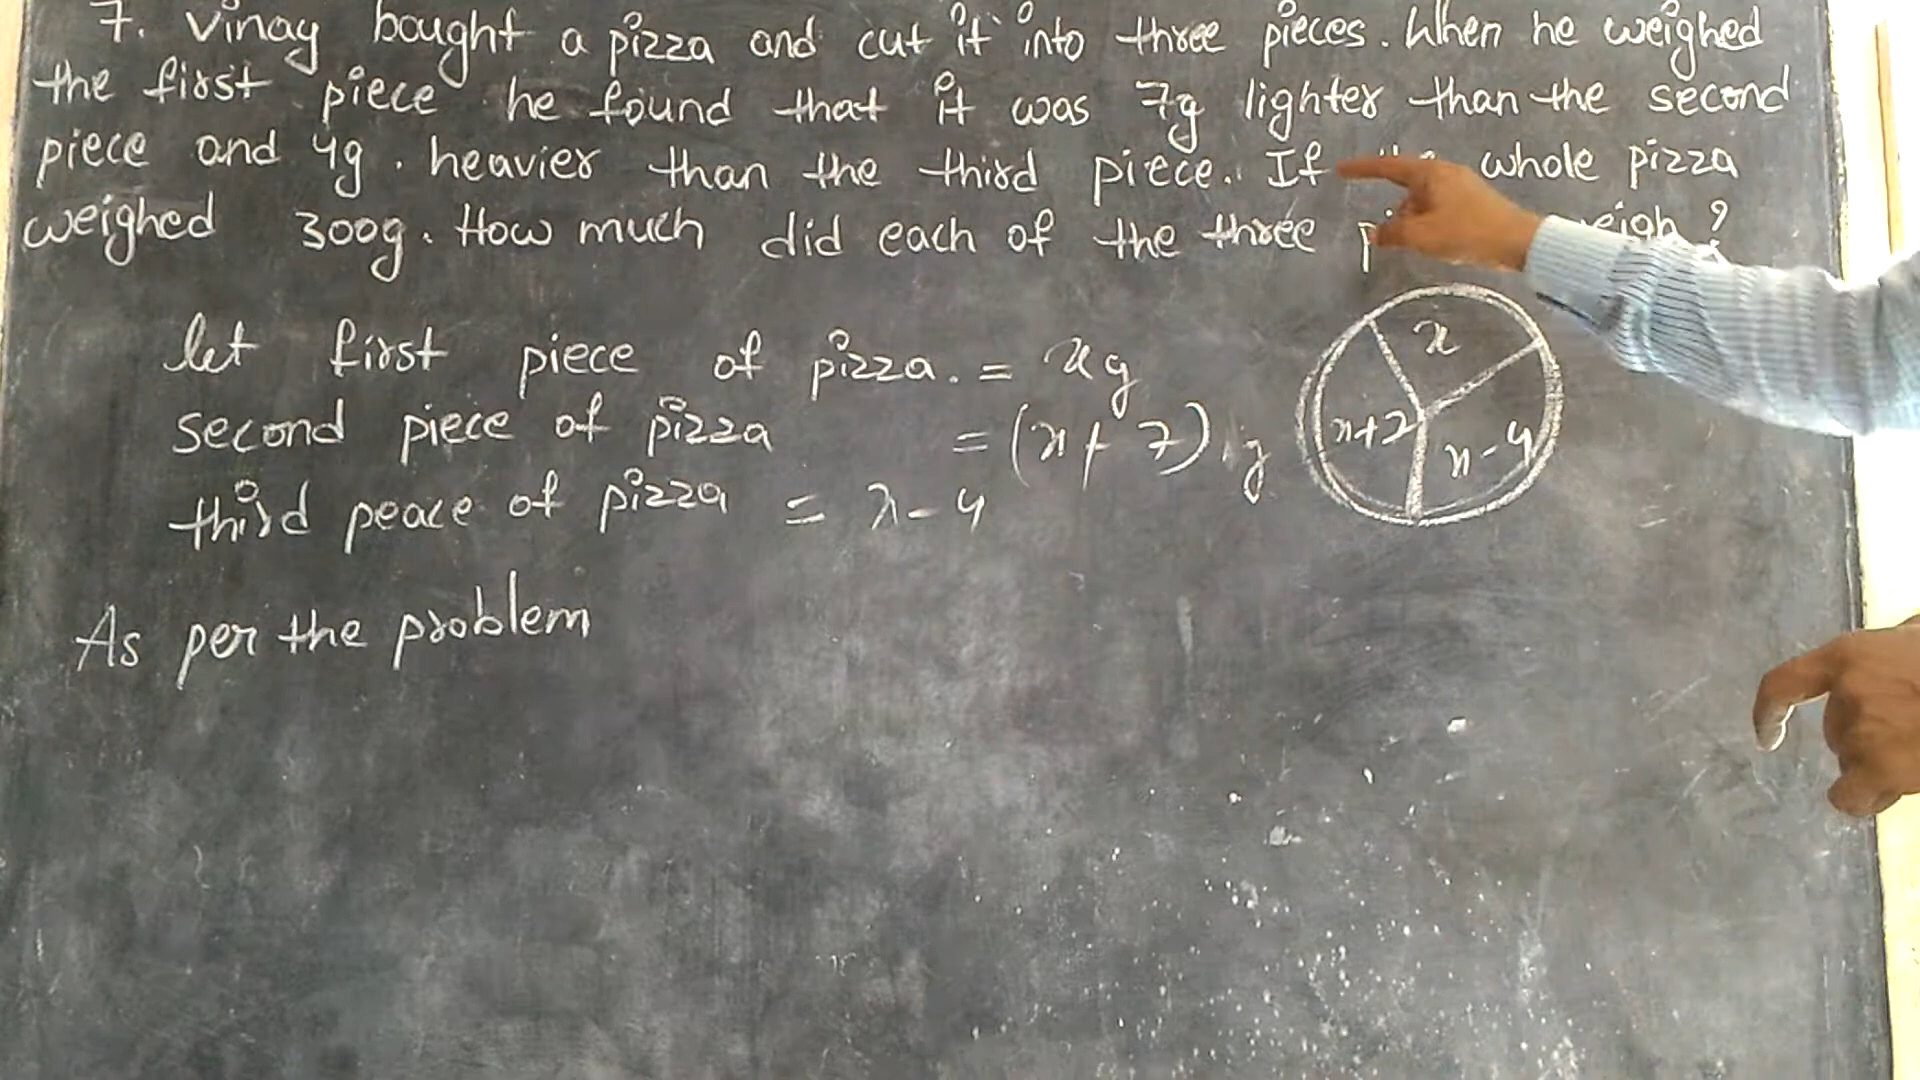 7. Vinay bought a pizza and cut it into three pieces. When he weighed
the first piece he found that it was 7g lighter than the second
piece and 4g. heavier than the third piece. If whole pizza
weighed 300g. How much did each of the three ?
let first piece of pizza. = xg
second piece of pizza = (x+7) g
third peace of pizza = x-4
x
x+7
x-4
As per the problem